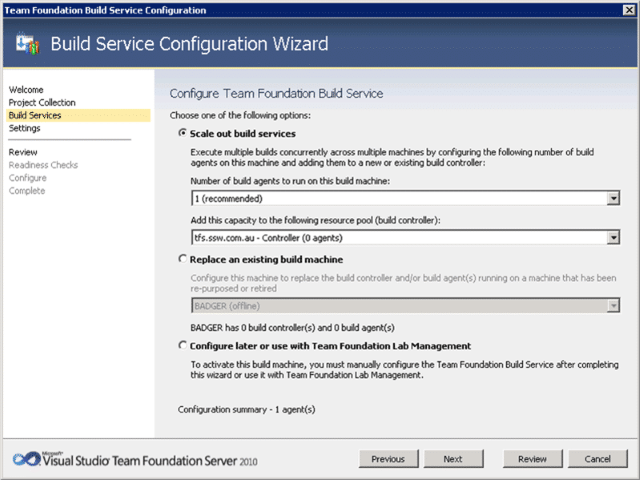 Team Foundation Build Service Configuration
Build Service Configuration Wizard
Welcome
Project Collection
Build Services
Settings
Review
Readiness Checks
Configure
Complete
Configure Team Foundation Build Service
Choose one of the following options:
Scale out build services
Execute multiple builds concurrently across multiple machines by configuring the following number of build
agents on this machine and adding them to a new or existing build controller:
Number of build agents to run on this build machine:
1 (recommended)
Add this capacity to the following resource pool (build controller):
tfs.ssw.com.au - Controller (0 agents)
Replace an existing build machine
Configure this machine to replace the build controller and/or build agent(s) running on a machine that has been
re-purposed or retired
BADGER (offline)
BADGER has 0 build controller(s) and 0 build agent(s)
Configure later or use with Team Foundation Lab Management
To activate this build machine, you must manually configure the Team Foundation Build Service after completing
this wizard or use it with Team Foundation Lab Management.
Configuration summary - 1 agent(s)
Microsoft
Visual Studio Team Foundation Server 2010
Previous
Next
Review
Cancel